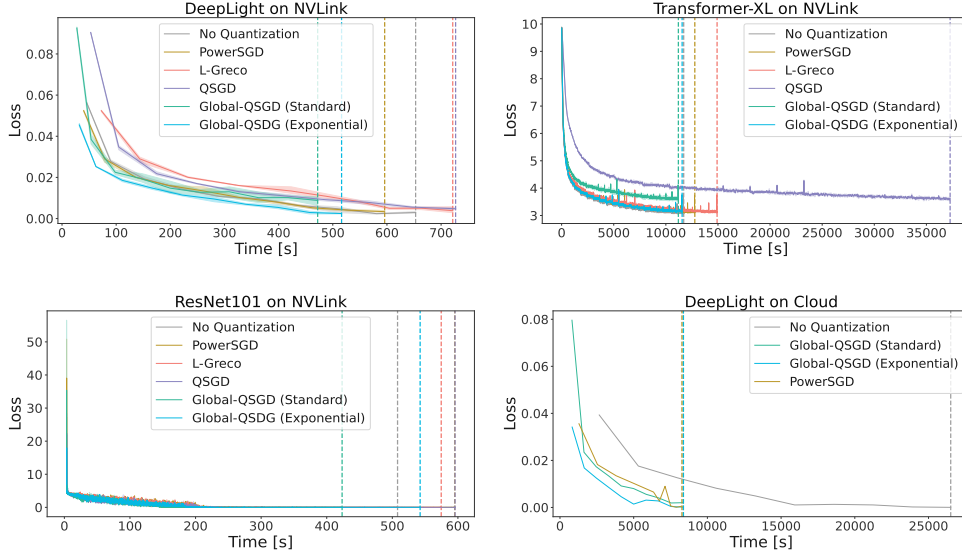 DeepLight on NVLink
No Quantization
PowerSGD
L-Greco
QSGD
Global-QSGD (Standard)
Global-QSDG (Exponential)
Loss
0.08
0.06
0.04
0.02
0.00
0 100 200 300 400 500 600 700
Time [s]
Transformer-XL on NVLink
No Quantization
PowerSGD
L-Greco
QSGD
Global-QSGD (Standard)
Global-QSGD (Exponential)
Loss
10
9
8
7
6
5
4
3
0 5000 10000 15000 20000 25000 30000 35000
Time [s]
ResNet101 on NVLink
No Quantization
PowerSGD
L-Greco
QSGD
Global-QSGD (Standard)
Global-QSDG (Exponential)
Loss
50
40
30
20
10
0
0 100 200 300 400 500 600
Time [s]
DeepLight on Cloud
No Quantization
Global-QSGD (Standard)
Global-QSGD (Exponential)
PowerSGD
Loss
0.08
0.06
0.04
0.02
0.00
0 5000 10000 15000 20000 25000
Time [s]